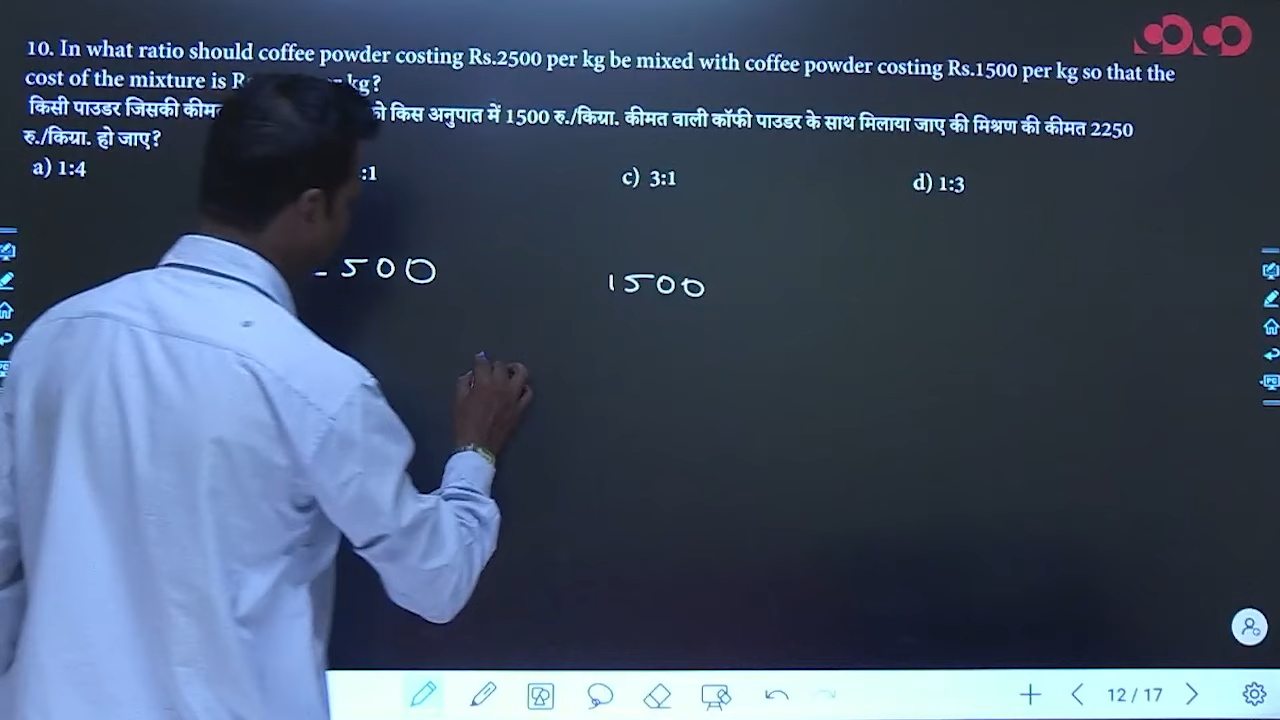 10. In what ratio should coffee powder costing Rs.2500 per kg be mixed with coffee powder costing Rs.1500 per kg so that the
cost of the mixture is kg?
किसी पाउडर जिसकी किस अनुपात में 1500 रु./किग्रा. कीमत वाली कॉफी पाउडर के साथ मिलाया जाए की मिश्रण की कीमत 2250
रु./किग्रा. हो जाए?
a) 1:4 :1 c) 3:1 d) 1:3
500 1500
12 / 17